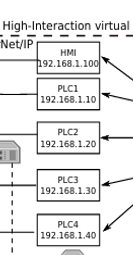 High-Interaction virtual
Net/IP
HMI
192.168.1.100
PLC1
192.168.1.10
PLC2
192.168.1.20
PLC3
192.168.1.30
PLC4
192.168.1.40